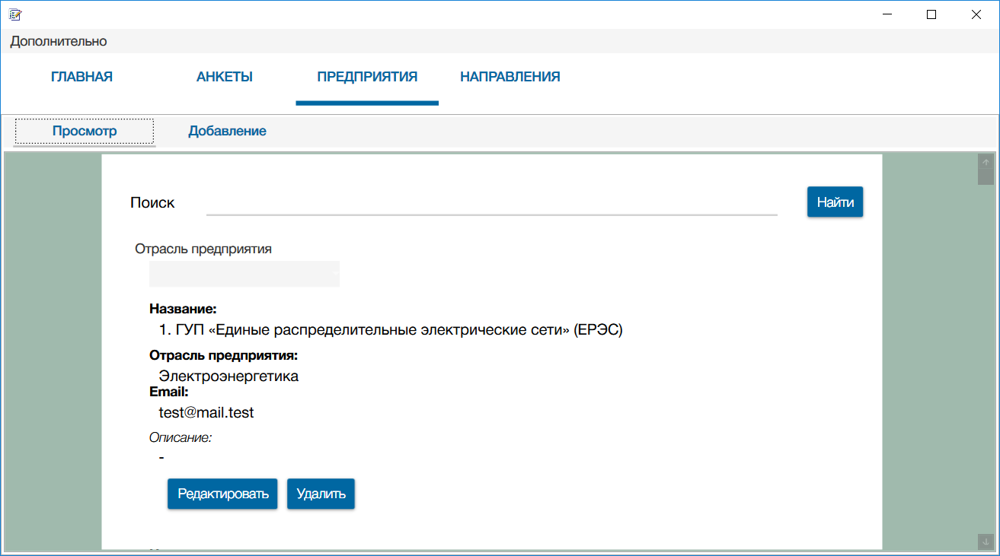 Дополнительно
ГЛАВНАЯ АНКЕТЫ ПРЕДПРИЯТИЯ НАПРАВЛЕНИЯ
Просмотр Добавление
Поиск Найти
Отрасль предприятия
Название:
1. ГУП «Единые распределительные электрические сети» (ЕРЭС)
Отрасль предприятия:
Электроэнергетика
Email:
test@mail.test
Описание:
-
Редактировать Удалить